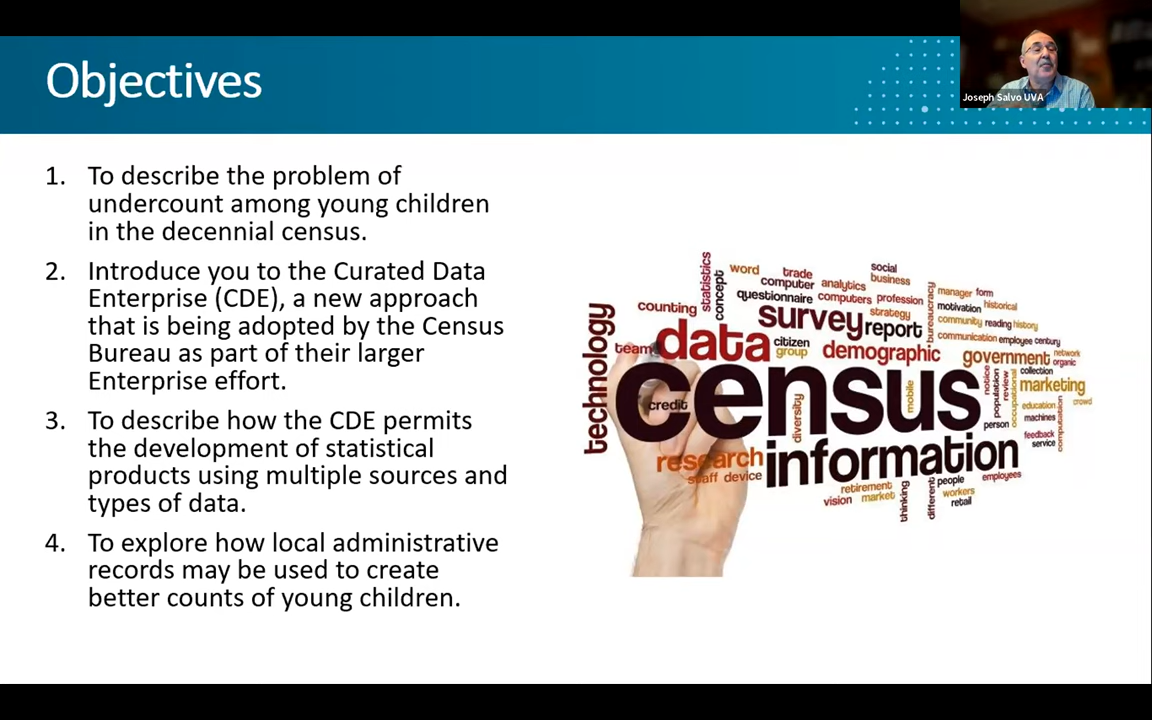 Objectives
Joseph Salvo UVA
1. To describe the problem of
undercount among young children
in the decennial census.
2. Introduce you to the Curated Data
Enterprise (CDE), a new approach
that is being adopted by the Census
Bureau as part of their larger
Enterprise effort.
3. To describe how the CDE permits
the development of statistical
products using multiple sources and
types of data.
4. To explore how local administrative
records may be used to create
better counts of young children.
statistics
word
trade
social
business
concept
computer
analytics
questionnaire
computers
profession
bureaucracy
manager
form
counting
strategy
motivation
historical
technology
survey
report
community
reading
history
team
data
citizen
group
demographic
communication
employee
century
government
network
organic
census
credit
diversity
mobile
notice
population
review
occupational
collection
marketing
crowd
education
machines
computation
person
feedback
service
research
information
staff
device
retirement
vision
market
thinking
different
people
workers
retail
employees